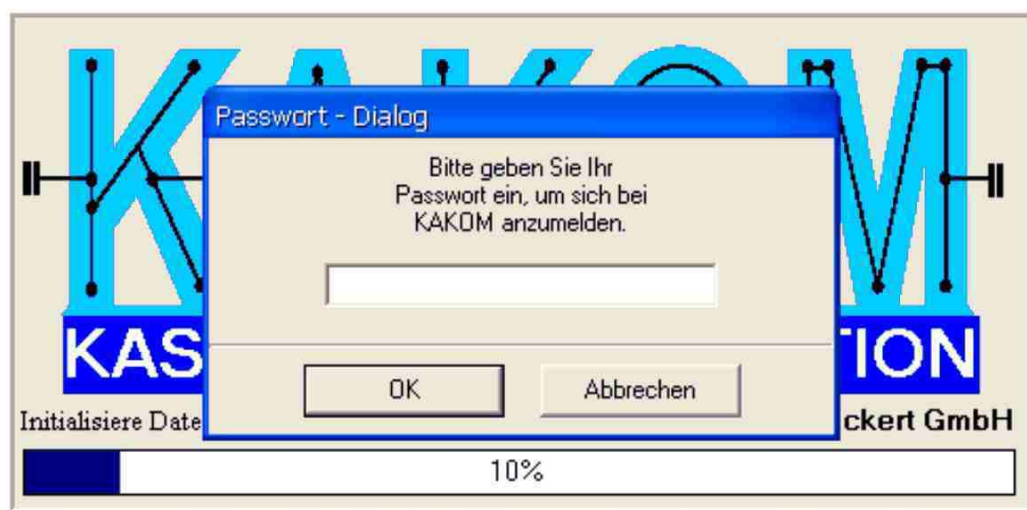 KAKOM
Passwort - Dialog
Bitte geben Sie Ihr
Passwort ein, um sich bei
KAKOM anzumelden.
KAS
ION
OK
Abbrechen
Initialisiere Date
ckert GmbH
10%